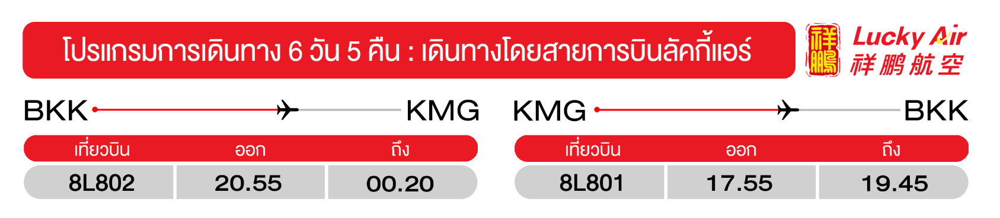 โปรแกรมการเดินทาง 6 วัน 5 คืน : เดินทางโดยสายการบินลัคกี้แอร์
祥鹏
Lucky Air
祥鹏航空
BKK KMG
เที่ยวบิน ออก ถึง
8L802 20.55 00.20
KMG BKK
เที่ยวบิน ออก ถึง
8L801 17.55 19.45